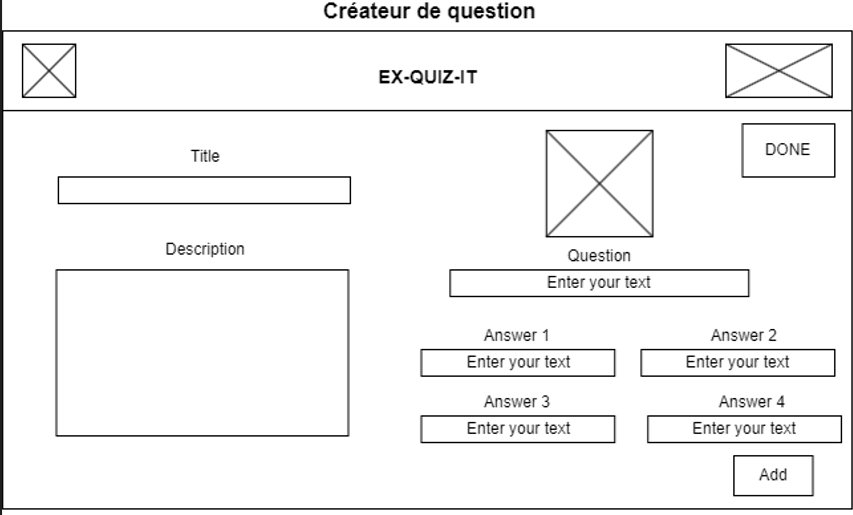 Créateur de question
EX-QUIZ-IT
DONE
Title
Description
Question
Enter your text
Answer 1
Answer 2
Enter your text
Enter your text
Answer 3
Answer 4
Enter your text
Enter your text
Add